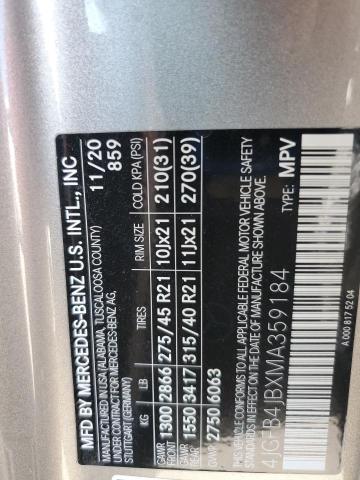 MFD BY MERCEDES-BENZ U.S. INTL., INC
MFD IN USA (ALABAMA, TUSCALOOSA COUNTY) 11/20
UNDER CONTRACT FOR MERCEDES-BENZ AG, 859
STUTTGART (GERMANY)
KG LB TIRES RIM SIZE COLD KPA (PSI)
GAWR 1300 2866 275/45 R21 10Jx21 210(31)
GAWR 1550 3417 315/40 R21 11Jx21 270(39)
GVWR 2750 6063
THIS VEHICLE CONFORMS TO ALL APPLICABLE FEDERAL MOTOR VEHICLE SAFETY
STANDARDS IN EFFECT ON THE DATE OF MANUFACTURE SHOWN ABOVE.
4JGFB4JBXMA359184 TYPE: MPV
A 000 817 52 04